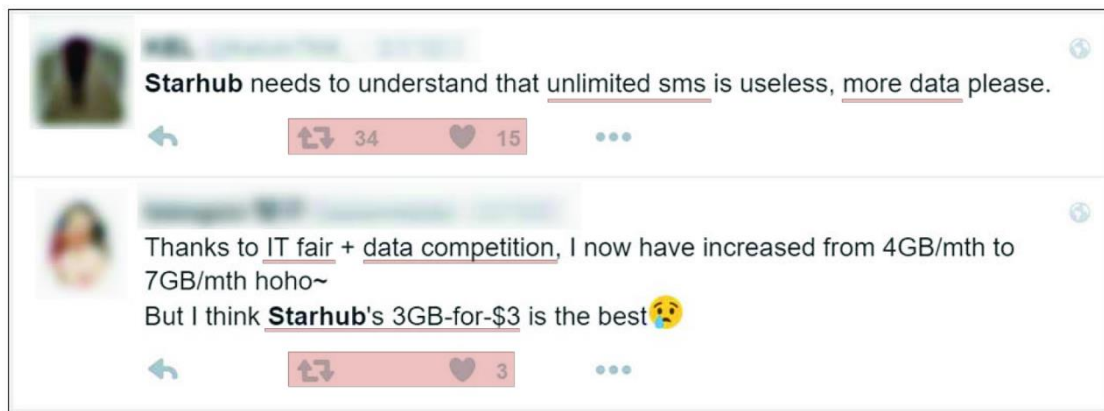 Starhub needs to understand that unlimited sms is useless, more data please.
34 15
Thanks to IT fair + data competition, I now have increased from 4GB/mth to
7GB/mth hoho~
But I think Starhub's 3GB-for-$3 is the best😢
3